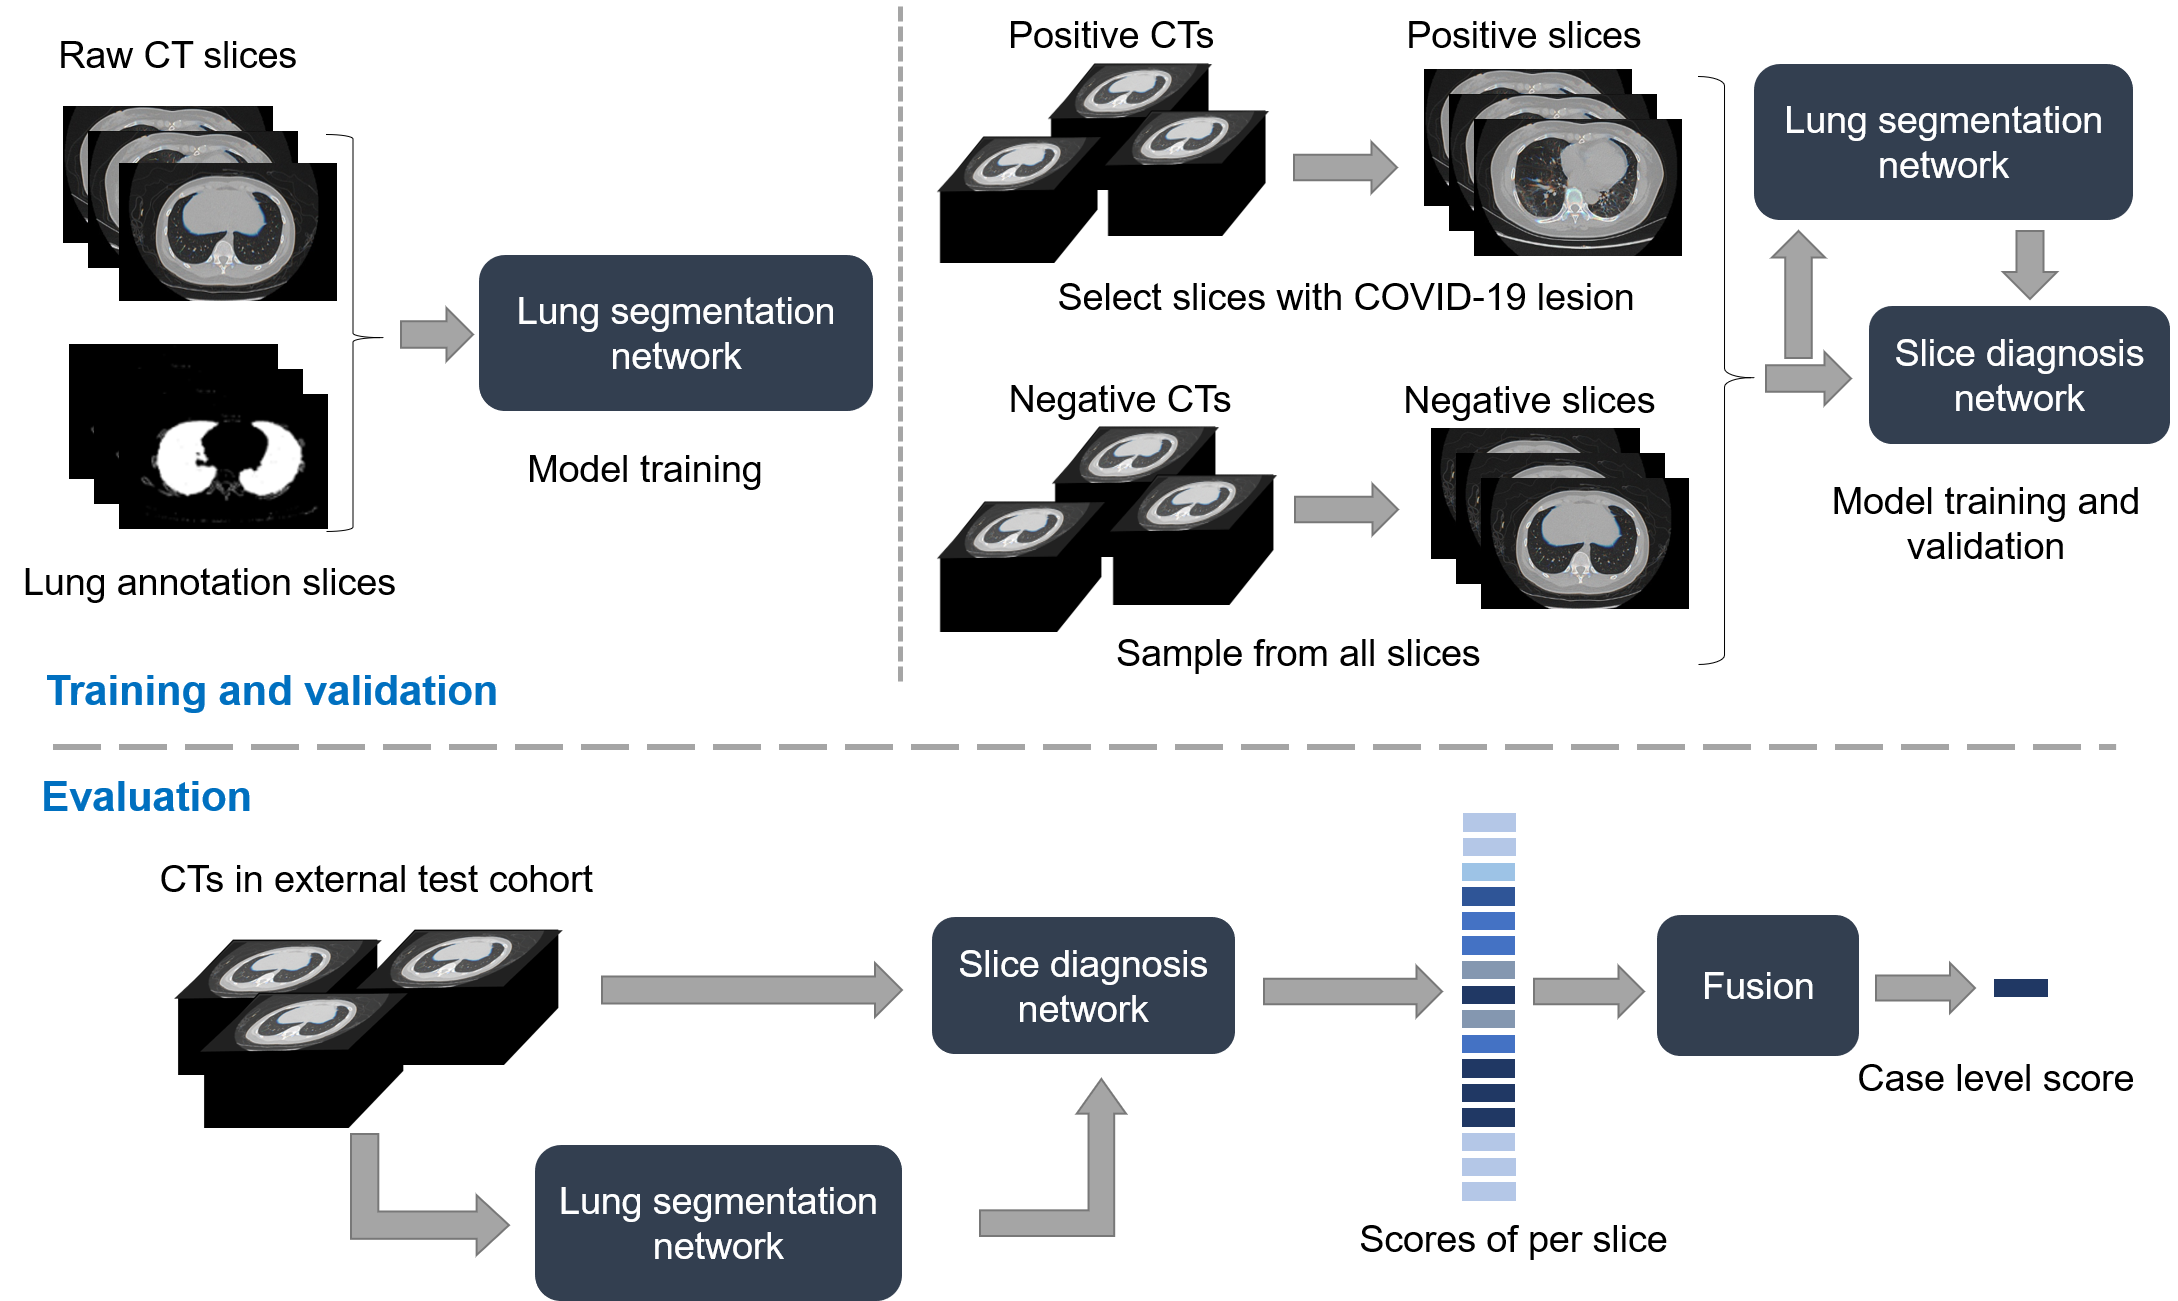 Raw CT slices
Lung segmentation
network
Model training
Lung annotation slices
Training and validation
Positive CTs
Positive slices
Select slices with COVID-19 lesion
Negative CTs
Negative slices
Sample from all slices
Lung segmentation
network
Slice diagnosis
network
Model training and
validation
Evaluation
CTs in external test cohort
Slice diagnosis
network
Lung segmentation
network
Scores of per slice
Fusion
Case level score